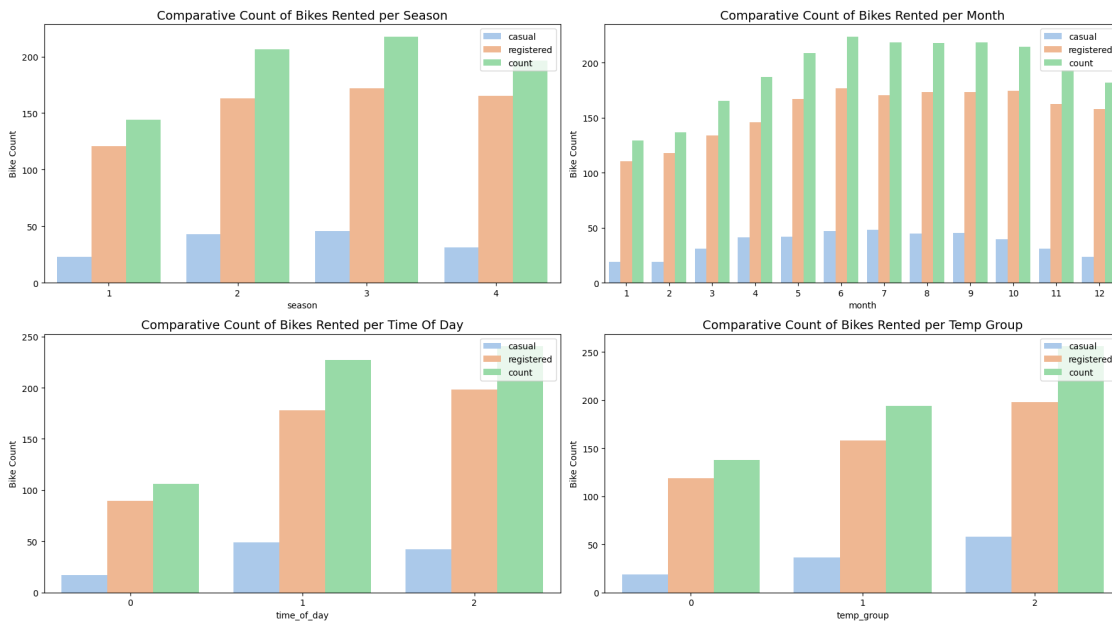 Comparative Count of Bikes Rented per Season
casual
registered
count
200
150
100
50
0
Bike Count
1 2 3 4
season
Comparative Count of Bikes Rented per Month
casual
registered
count
200
150
100
50
0
Bike Count
1 2 3 4 5 6 7 8 9 10 11 12
month
Comparative Count of Bikes Rented per Time Of Day
casual
registered
count
250
200
150
100
50
0
Bike Count
0 1 2
time_of_day
Comparative Count of Bikes Rented per Temp Group
casual
registered
count
250
200
150
100
50
0
Bike Count
0 1 2
temp_group